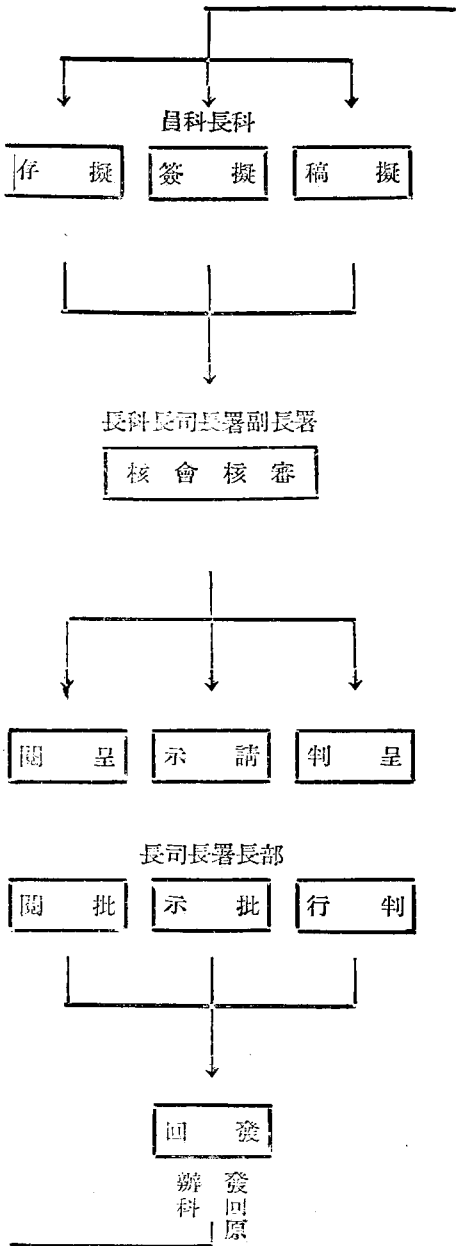 科長科員
擬稿
擬簽
擬存
署長副署長司長科長
審核會核
呈判
請示
呈閱
部長署長司長
判行
批示
批閱
發回
發回原
辦科